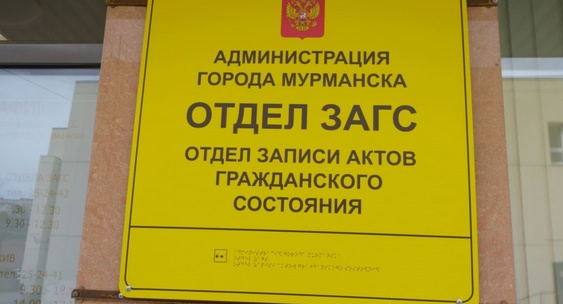 АДМИНИСТРАЦИЯ
ГОРОДА МУРМАНСКА
ОТДЕЛ ЗАГС
ОТДЕЛ ЗАПИСИ АКТОВ
ГРАЖДАНСКОГО
СОСТОЯНИЯ